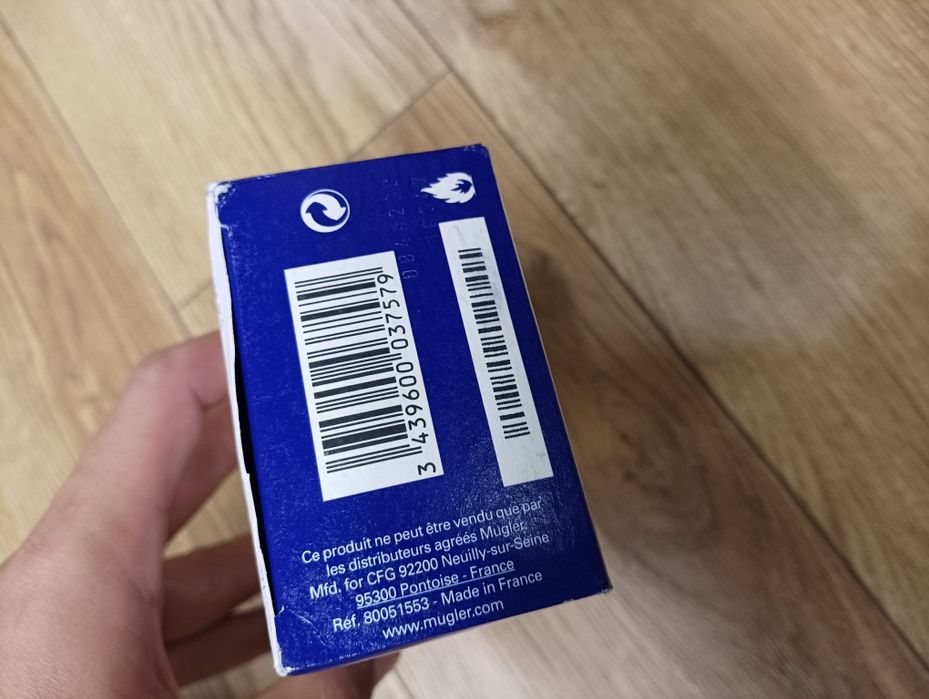 3 439600 037579
Ce produit ne peut être vendu que par
les distributeurs agréés Mugler.
Mfd. for CFG 92200 Neuilly-sur-Seine
95300 Pontoise - France
Réf. 80051553 - Made in France
www.mugler.com